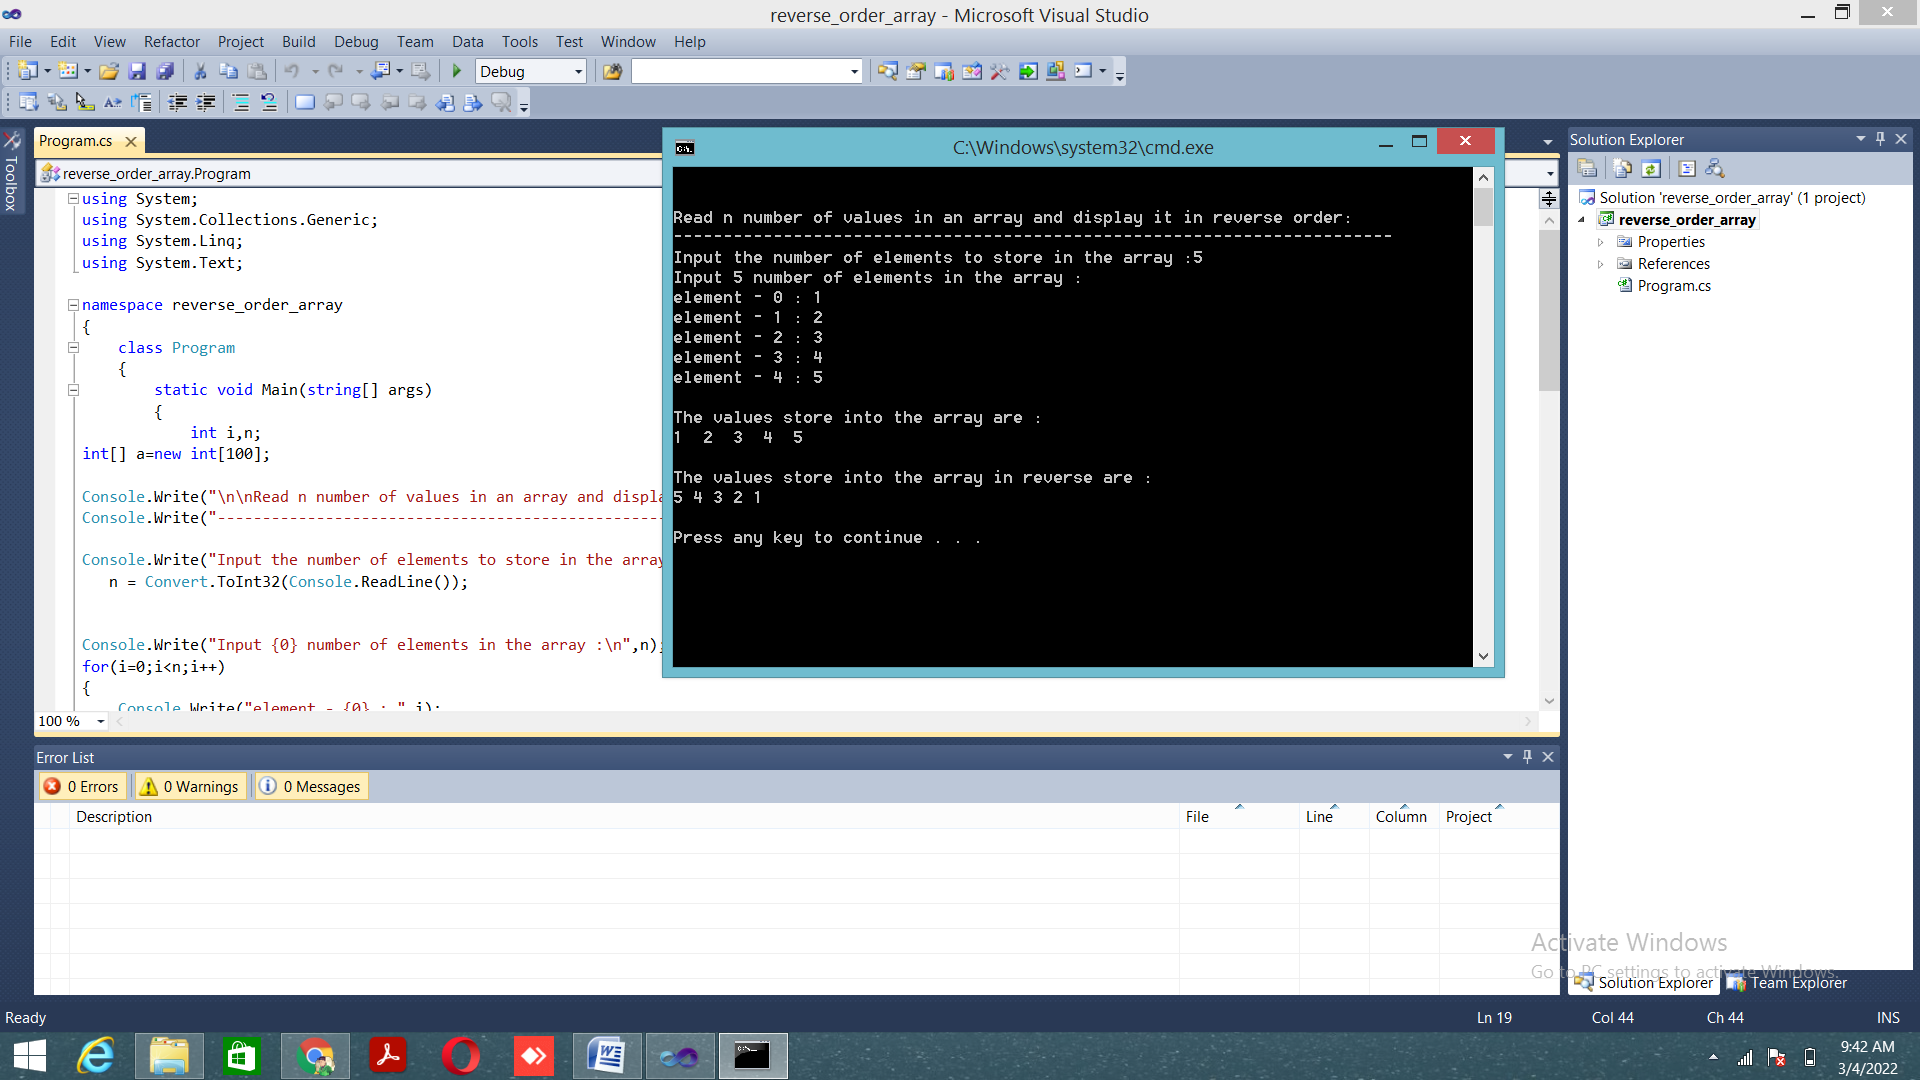 reverse_order_array - Microsoft Visual Studio
File Edit View Refactor Project Build Debug Team Data Tools Test Window Help
Debug
Toolbox
Program.cs
reverse_order_array.Program
using System;
using System.Collections.Generic;
using System.Linq;
using System.Text;
namespace reverse_order_array
{
class Program
{
static void Main(string[] args)
{
int i,n;
int[] a=new int[100];
Console.Write("\n\nRead n number of values in an array and displa
Console.Write("--------------------------------------------------
Console.Write("Input the number of elements to store in the array
n = Convert.ToInt32(Console.ReadLine());
Console.Write("Input {0} number of elements in the array :\n",n);
for(i=0;i<n;i++)
{
Console.Write("element - {0} : ",i);
100 %
C:\Windows\system32\cmd.exe
Read n number of values in an array and display it in reverse order:
------------------------------------------------------------------------
Input the number of elements to store in the array :5
Input 5 number of elements in the array :
element - 0 : 1
element - 1 : 2
element - 2 : 3
element - 3 : 4
element - 4 : 5
The values store into the array are :
1  2  3  4  5
The values store into the array in reverse are :
5 4 3 2 1
Press any key to continue . . .
Solution Explorer
Solution 'reverse_order_array' (1 project)
reverse_order_array
Properties
References
Program.cs
Error List
0 Errors 0 Warnings 0 Messages
Description File Line Column Project
Activate Windows
Go to PC settings to activate Windows.
Solution Explorer Team Explorer
Ready Ln 19 Col 44 Ch 44 INS
9:42 AM
3/4/2022